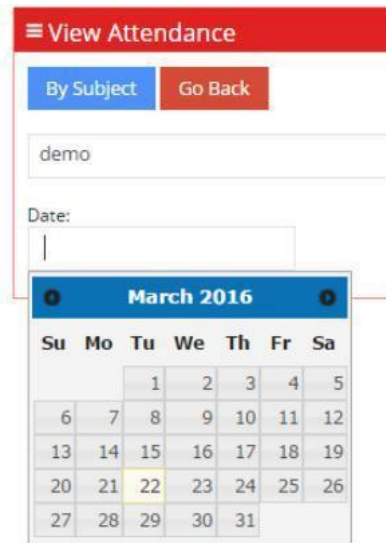 View Attendance
By Subject Go Back
demo
Date:
March 2016
Su Mo Tu We Th Fr Sa
1 2 3 4 5
6 7 8 9 10 11 12
13 14 15 16 17 18 19
20 21 22 23 24 25 26
27 28 29 30 31